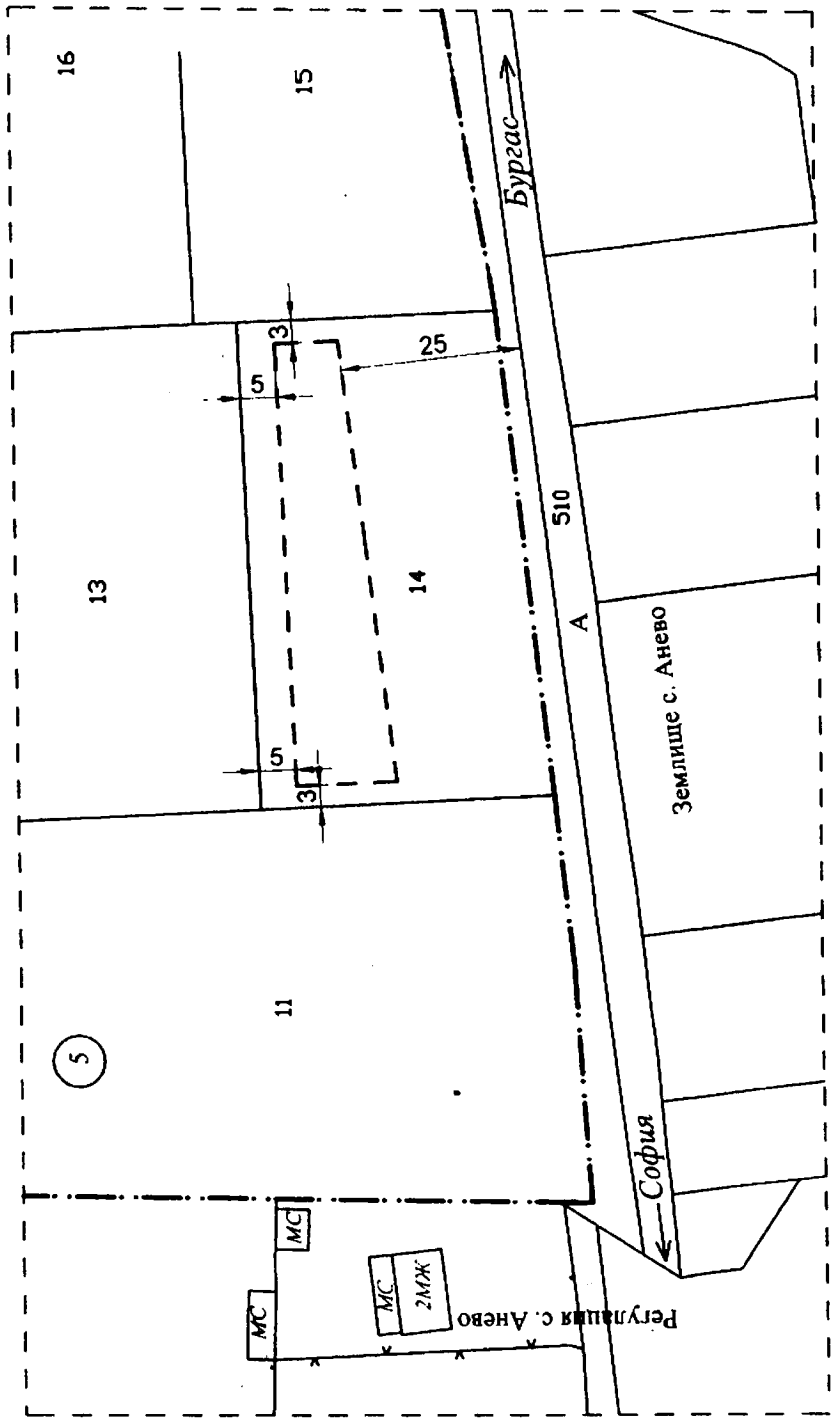 16
15
Бургас
3
5
25
13
14
510
А
Землище с. Анево
5
3
11
5
София
МС
МС
МС
2МЖ
Регулация с. Анево